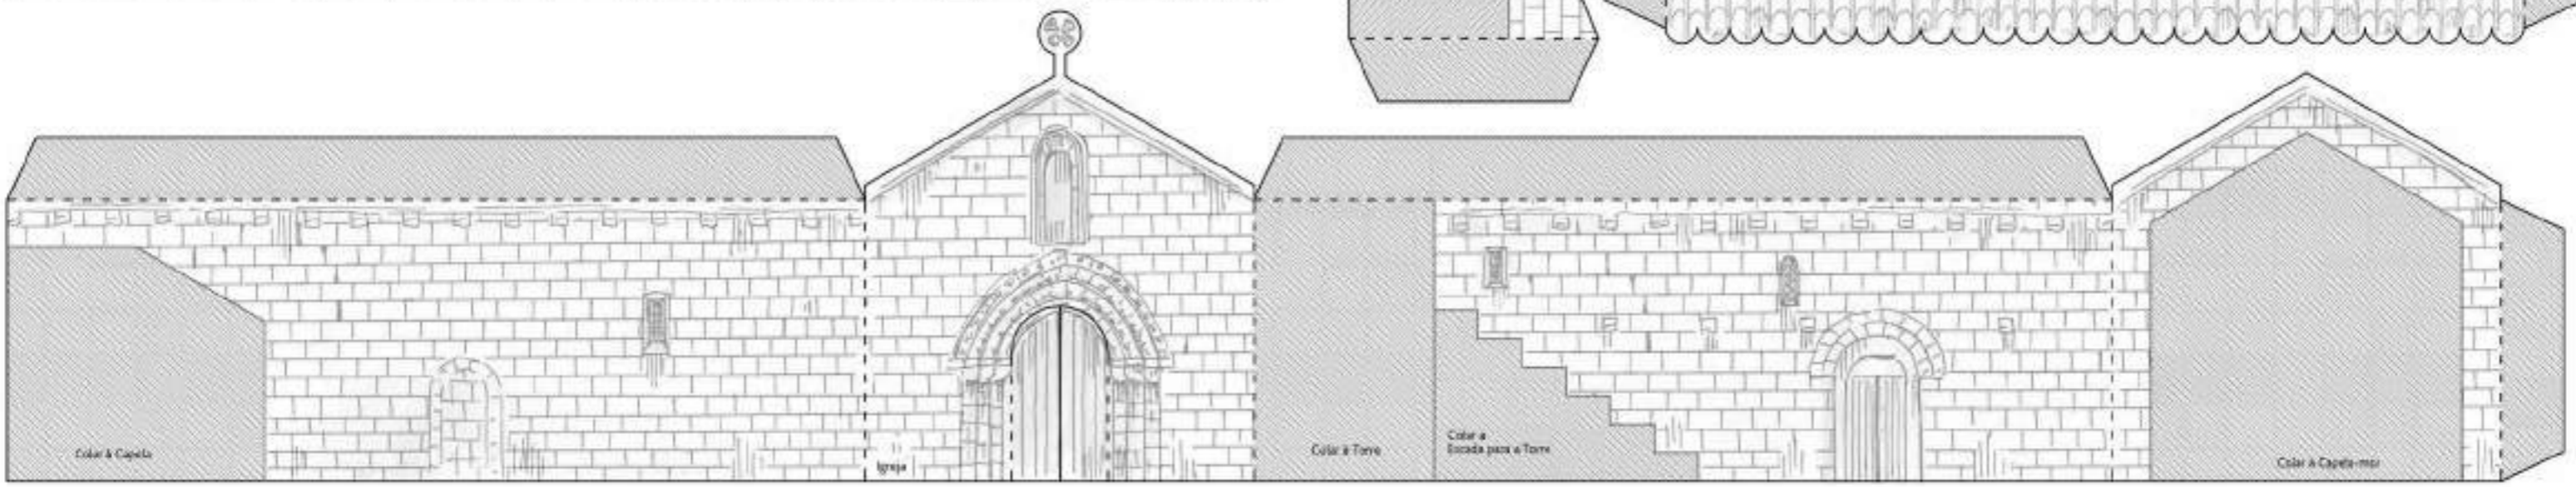 Colar à Capela
Igreja
Colar à Torre
Colar a
Escada para a Torre
Colar à Capela-mor